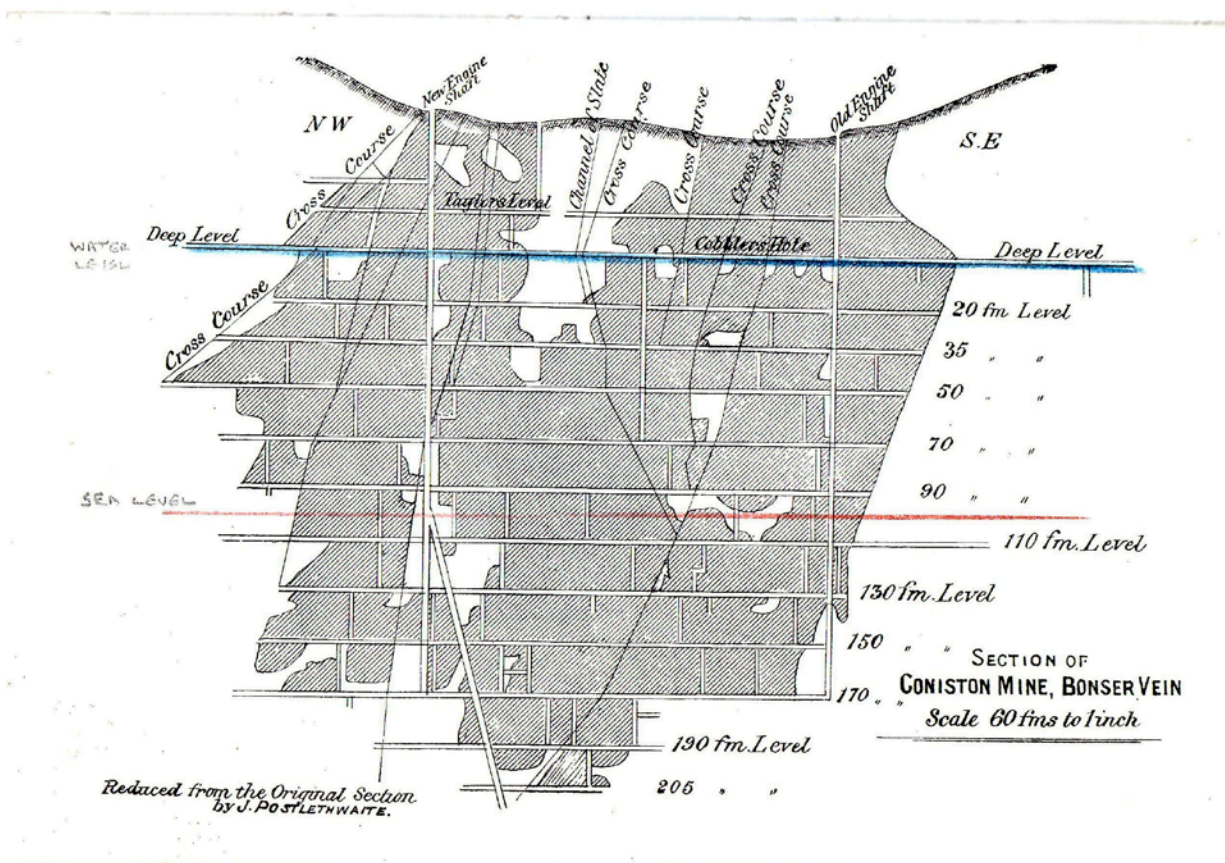 New Engine
Shaft
Channel of Slate
Cross Course
Cross Course
Cross Course
Cross Course
Old Engine
Shaft
NW
S.E
Cross Course
Taylers Level
WATER
LEVEL
Deep Level
Cobblers Hole
Deep Level
Cross Course
20 fm Level
35 " "
50 " "
70 " "
90 " "
SEA LEVEL
110 fm. Level
130 fm. Level
150 " "
170 " "
190 fm. Level
205 " "
SECTION OF
CONISTON MINE, BONSER VEIN
Scale 60 fms to 1 inch
Reduced from the Original Section
by J. POSTLETHWAITE.